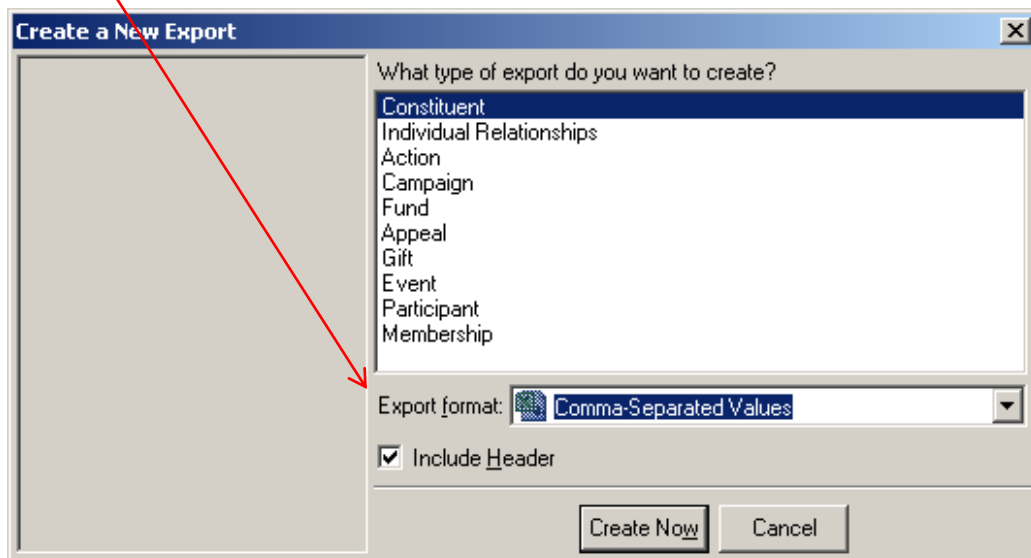 Create a New Export
What type of export do you want to create?
Constituent
Individual Relationships
Action
Campaign
Fund
Appeal
Gift
Event
Participant
Membership
Export format: Comma-Separated Values
Include Header
Create Now Cancel